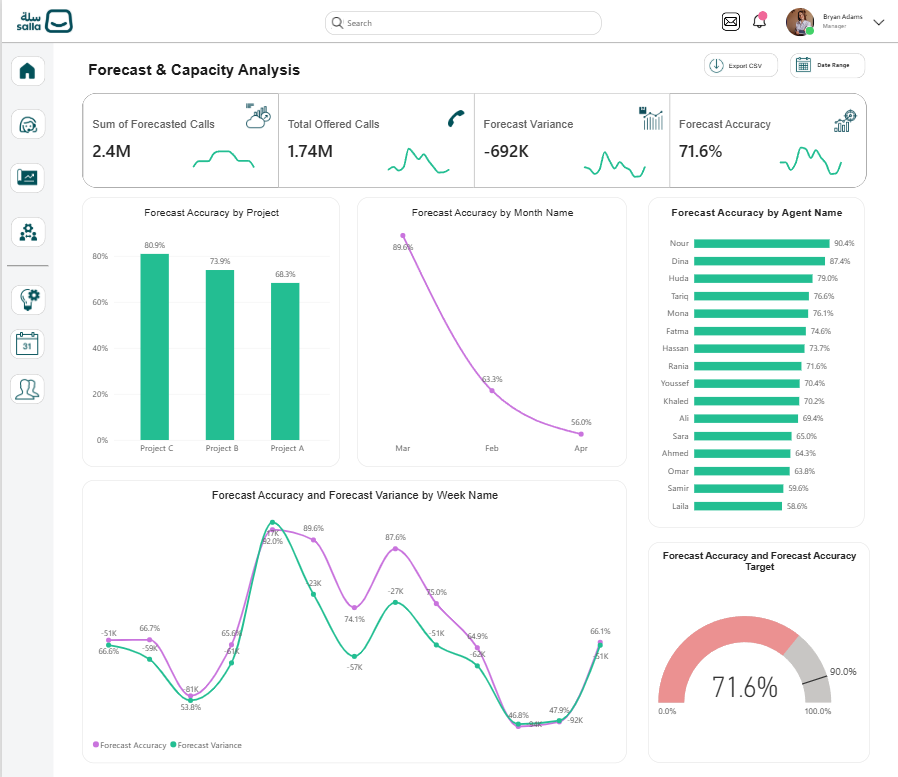 سلة
salla
Search
Bryan Adams
Manager
Forecast & Capacity Analysis
Export CSV
Date Range
Sum of Forecasted Calls
2.4M
Total Offered Calls
1.74M
Forecast Variance
-692K
Forecast Accuracy
71.6%
31
Forecast Accuracy by Project
80%
60%
40%
20%
0%
80.9%
73.9%
68.3%
Project C
Project B
Project A
Forecast Accuracy by Month Name
89.6%
63.3%
56.0%
Mar
Feb
Apr
Forecast Accuracy by Agent Name
Nour 90.4%
Dina 87.4%
Huda 79.0%
Tariq 76.6%
Mona 76.1%
Fatma 74.6%
Hassan 73.7%
Rania 71.6%
Youssef 70.4%
Khaled 70.2%
Ali 69.4%
Sara 65.0%
Ahmed 64.3%
Omar 63.8%
Samir 59.6%
Laila 58.6%
Forecast Accuracy and Forecast Variance by Week Name
-51K
66.6%
66.7%
-59K
-81K
53.8%
65.6%
-61K
92.0%
89.6%
-23K
74.1%
-57K
87.6%
-27K
75.0%
-51K
64.9%
-62K
46.8%
-94K
47.9%
-92K
66.1%
-51K
Forecast Accuracy
Forecast Variance
Forecast Accuracy and Forecast Accuracy
Target
71.6%
90.0%
0.0%
100.0%